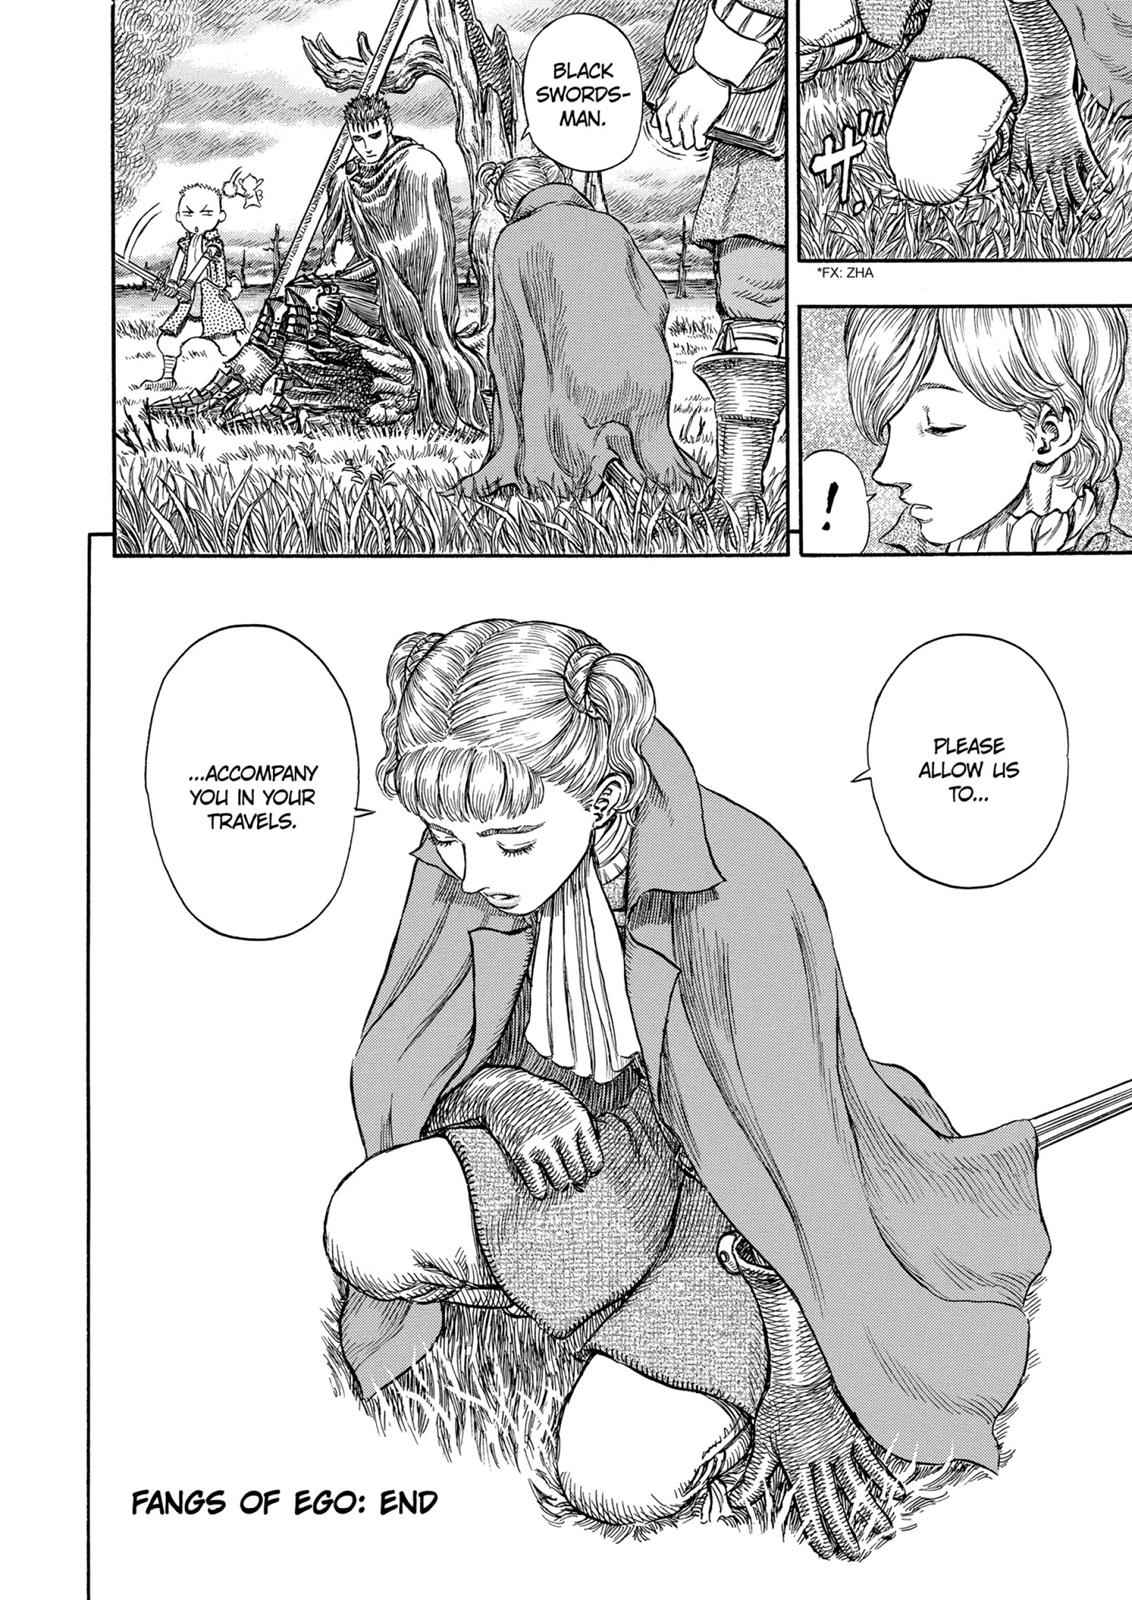 ザ!!
*FX: ZHA
!
BLACK
SWORDS-
MAN.
PLEASE
ALLOW US
TO...
...ACCOMPANY
YOU IN YOUR
TRAVELS.
FANGS OF EGO: END